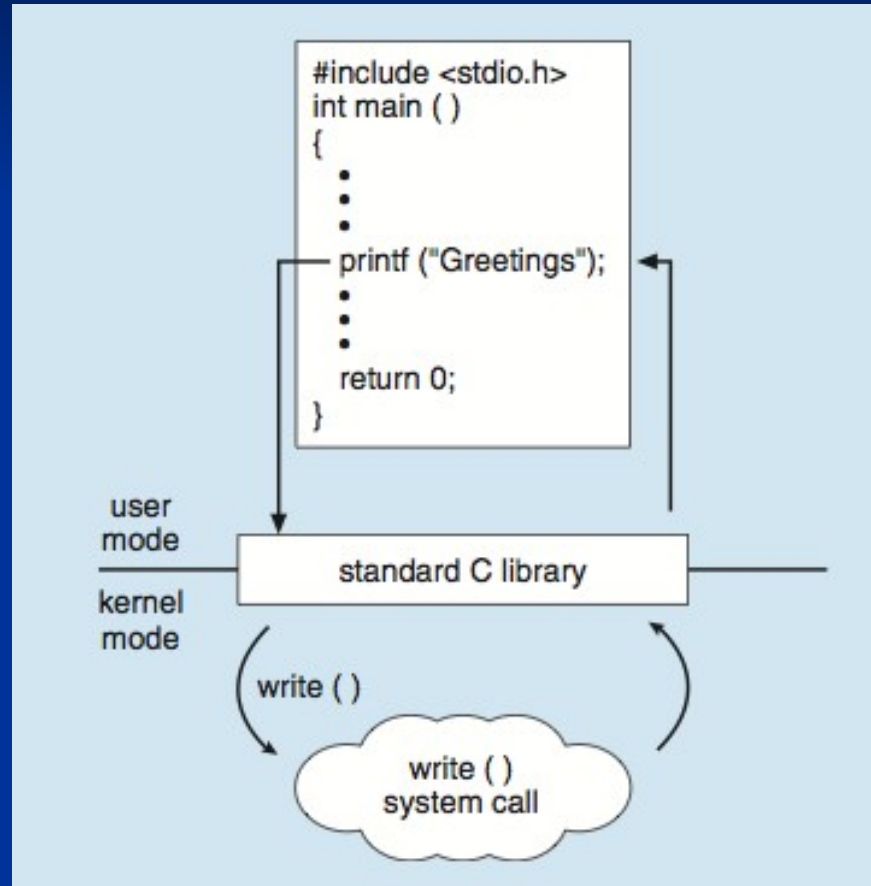 #include <stdio.h>
int main ( )
{
•
•
•
printf ("Greetings");
•
•
•
return 0;
}
user
mode
standard C library
kernel
mode
write ( )
write ( )
system call